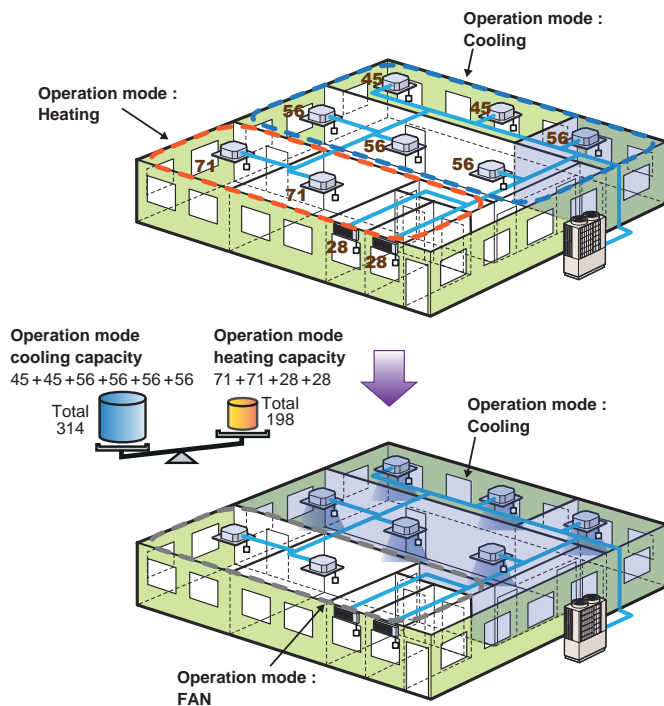 Operation mode :
Cooling
Operation mode :
Heating
45
45
56
56
56
56
71
71
28
28
Operation mode
cooling capacity
45+45+56+56+56+56
Total
314
Operation mode
heating capacity
71+71+28+28
Total
198
Operation mode :
Cooling
Operation mode :
FAN